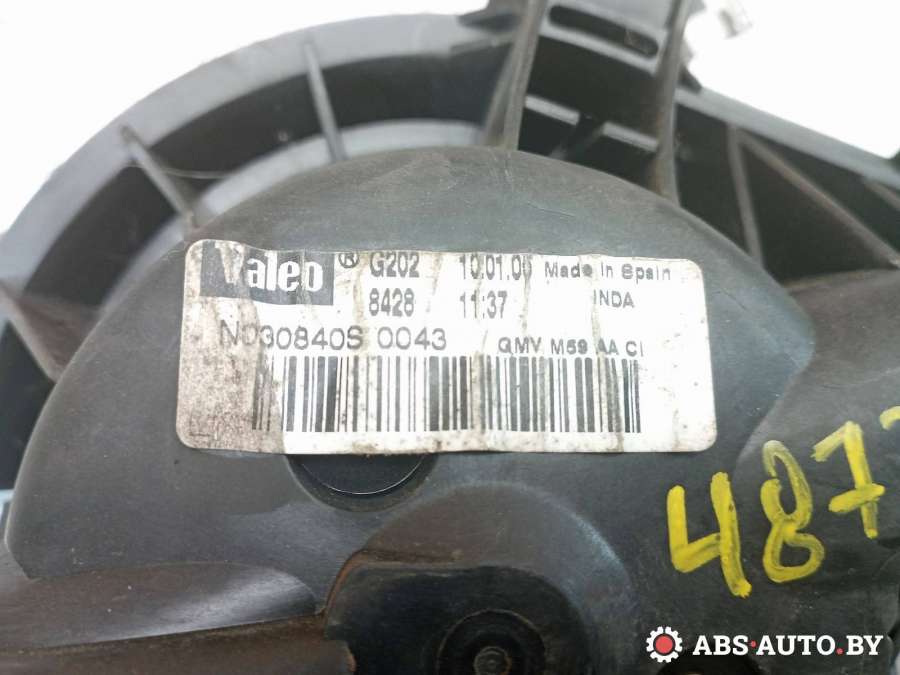 Valeo ® G202 10.01.06 Made in Spain
8428 11:37 INDA
N030840S 0043 QMV M59 AA CI
487
ABS-AUTO.BY